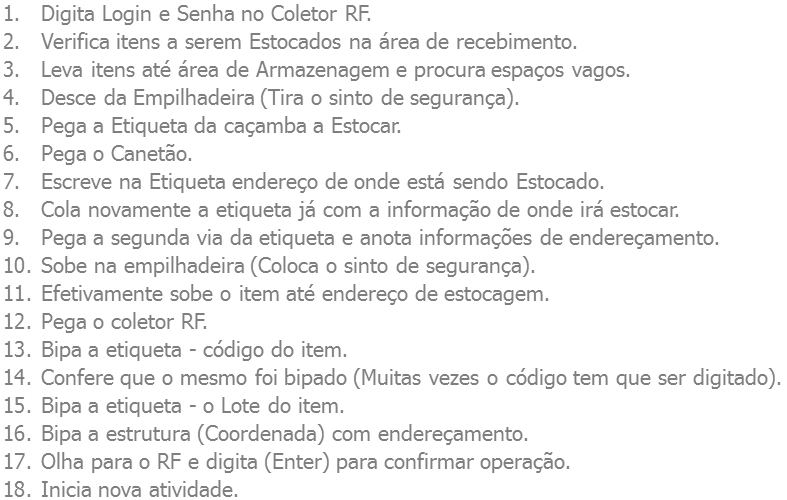 1. Digita Login e Senha no Coletor RF.
2. Verifica itens a serem Estocados na área de recebimento.
3. Leva itens até área de Armazenagem e procura espaços vagos.
4. Desce da Empilhadeira (Tira o sinto de segurança).
5. Pega a Etiqueta da caçamba a Estocar.
6. Pega o Canetão.
7. Escreve na Etiqueta endereço de onde está sendo Estocado.
8. Cola novamente a etiqueta já com a informação de onde irá estocar.
9. Pega a segunda via da etiqueta e anota informações de endereçamento.
10. Sobe na empilhadeira (Coloca o sinto de segurança).
11. Efetivamente sobe o item até endereço de estocagem.
12. Pega o coletor RF.
13. Bipa a etiqueta - código do item.
14. Confere que o mesmo foi bipado (Muitas vezes o código tem que ser digitado).
15. Bipa a etiqueta - o Lote do item.
16. Bipa a estrutura (Coordenada) com endereçamento.
17. Olha para o RF e digita (Enter) para confirmar operação.
18. Inicia nova atividade.